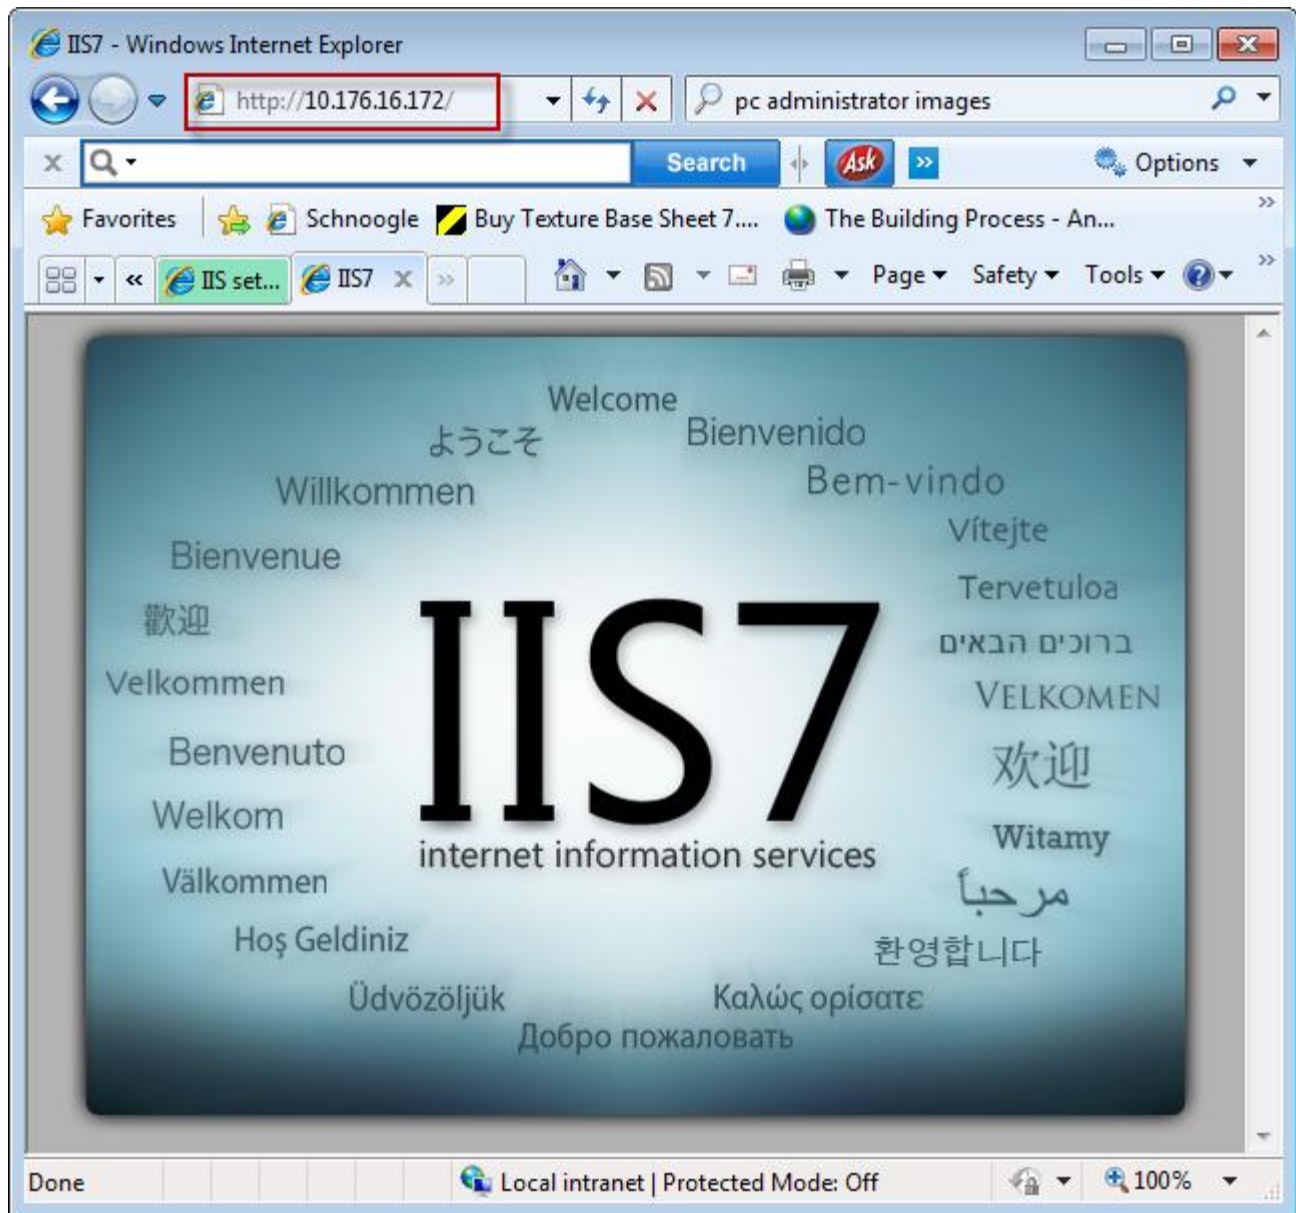 IIS7 - Windows Internet Explorer
http://10.176.16.172/
pc administrator images
Search
Ask
Options
Favorites
Schnoogle
Buy Texture Base Sheet 7....
The Building Process - An...
IIS set...
IIS7
Page
Safety
Tools
Welcome
ようこそ
Bienvenido
Willkommen
Bem-vindo
Vítejte
Bienvenue
Tervetuloa
歡迎
ברוכים הבאים
Velkommen
VELKOMEN
Benvenuto
欢迎
Welkom
Witamy
IIS7
internet information services
Välkommen
مرحباً
Hoş Geldiniz
환영합니다
Üdvözöljük
Καλώς ορίσατε
Добро пожаловать
Done
Local intranet | Protected Mode: Off
100%